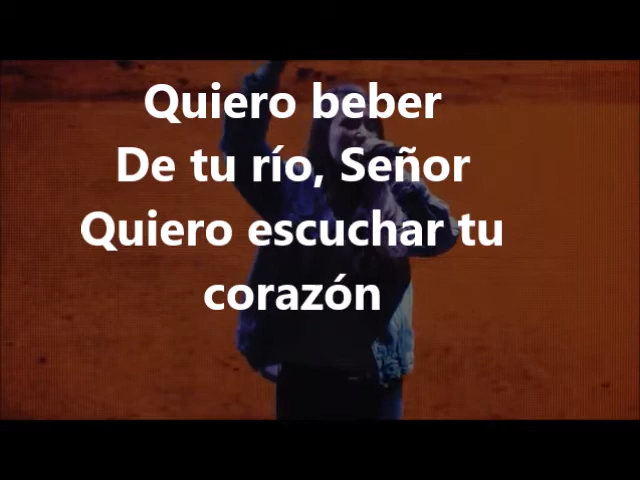 Quiero beber
De tu río, Señor
Quiero escuchar tu
corazón